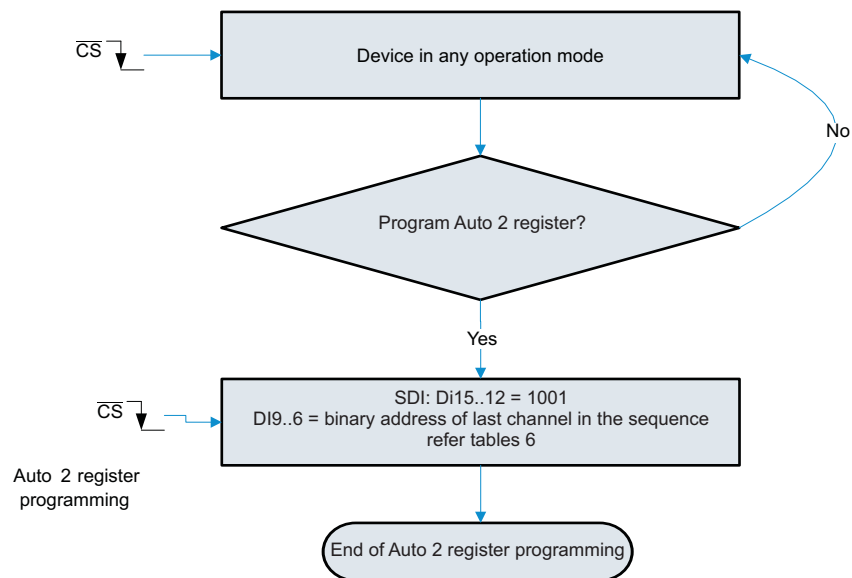 CS
Device in any operation mode
No
Program Auto 2 register?
Yes
CS
SDI: Di15..12 = 1001
DI9..6 = binary address of last channel in the sequence
refer tables 6
Auto 2 register
programming
End of Auto 2 register programming